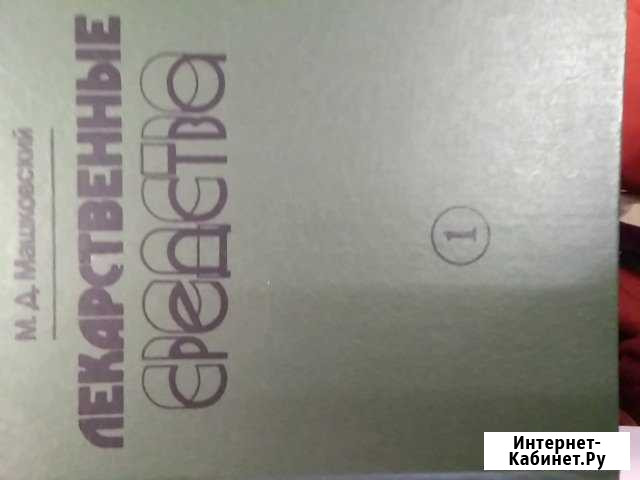 М. Д. Машковский
ЛЕКАРСТВЕННЫЕ
СРЕДСТВА
1
Интернет-
Кабинет.Ру